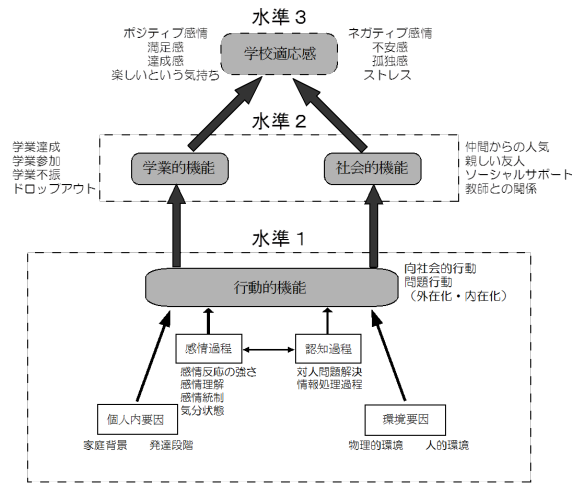 水準３
ポジティブ感情
満足感
達成感
楽しいという気持ち
学校適応感
ネガティブ感情
不安感
孤独感
ストレス
水準２
学業達成
学業参加
学業不振
ドロップアウト
学業的機能
社会的機能
仲間からの人気
親しい友人
ソーシャルサポート
教師との関係
水準１
行動的機能
向社会的行動
問題行動
（外在化・内在化）
感情過程
感情反応の強さ
感情理解
感情統制
気分状態
認知過程
対人問題解決
情報処理過程
個人内要因
家庭背景 発達段階
環境要因
物理的環境 人的環境